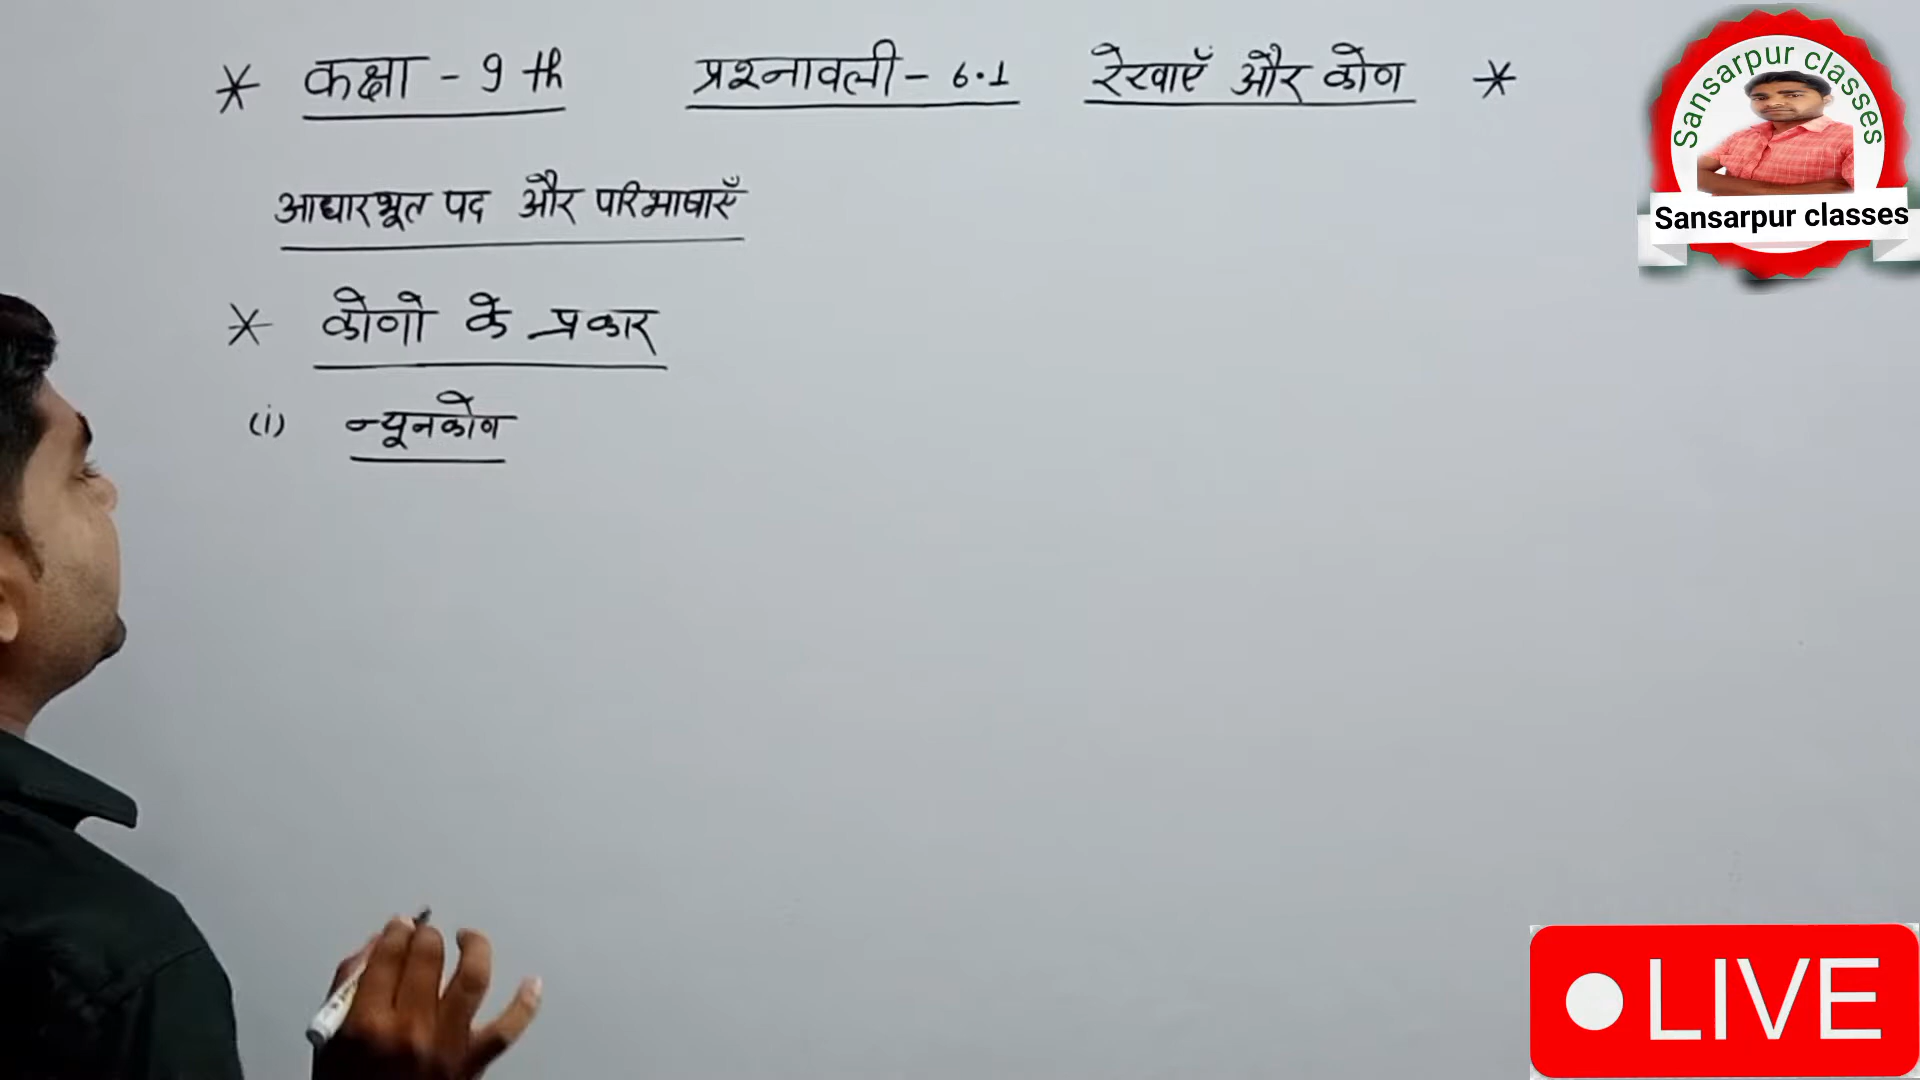 * कक्षा - 9 th प्रश्नावली - 6.1 रेखाएँ और कोण *
आधारभूत पद और परिभाषाएँ
* कोणो के प्रकार
(i) न्यूनकोण
Sansarpur classes
Sansarpur classes
LIVE